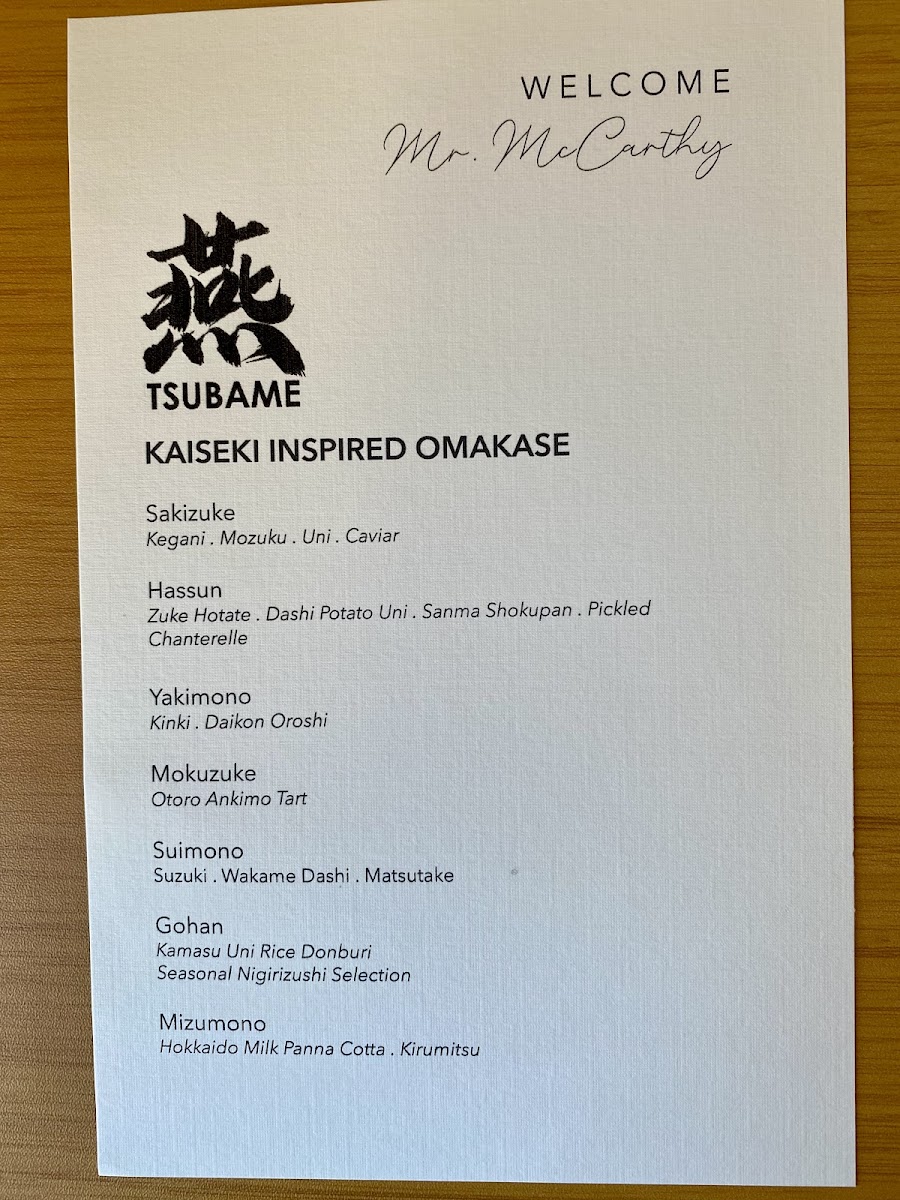 WELCOME
Mr. McCarthy
燕
TSUBAME
KAISEKI INSPIRED OMAKASE
Sakizuke
Kegani . Mozuku . Uni . Caviar
Hassun
Zuke Hotate . Dashi Potato Uni . Sanma Shokupan . Pickled
Chanterelle
Yakimono
Kinki . Daikon Oroshi
Mokuzuke
Otoro Ankimo Tart
Suimono
Suzuki . Wakame Dashi . Matsutake
Gohan
Kamasu Uni Rice Donburi
Seasonal Nigirizushi Selection
Mizumono
Hokkaido Milk Panna Cotta . Kirumitsu